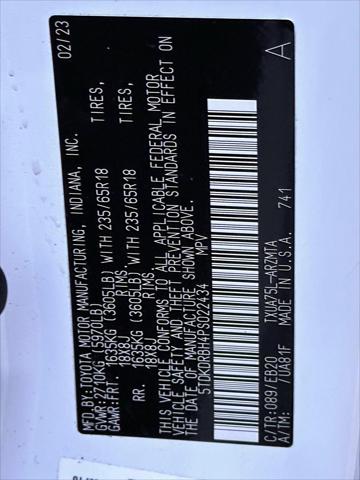 MFD.BY:TOYOTA MOTOR MANUFACTURING, INDIANA, INC. 02/23
GVWR:2710KG (5970LB)
GAWR:FRT. 1635KG (3605LB) WITH 235/65R18 TIRES,
18X8J RIMS,
RR. 1635KG (3605LB) WITH 235/65R18 TIRES,
18X8J RIMS,
THIS VEHICLE CONFORMS TO ALL APPLICABLE FEDERAL MOTOR
VEHICLE SAFETY AND THEFT PREVENTION STANDARDS IN EFFECT ON
THE DATE OF MANUFACTURE SHOWN ABOVE.
5TDKDRBH4PS022434 MPV
C/TR:089/EB20 TXUA75L-ARZMTA A
A/TM: /UA81F MADE IN U.S.A. 741